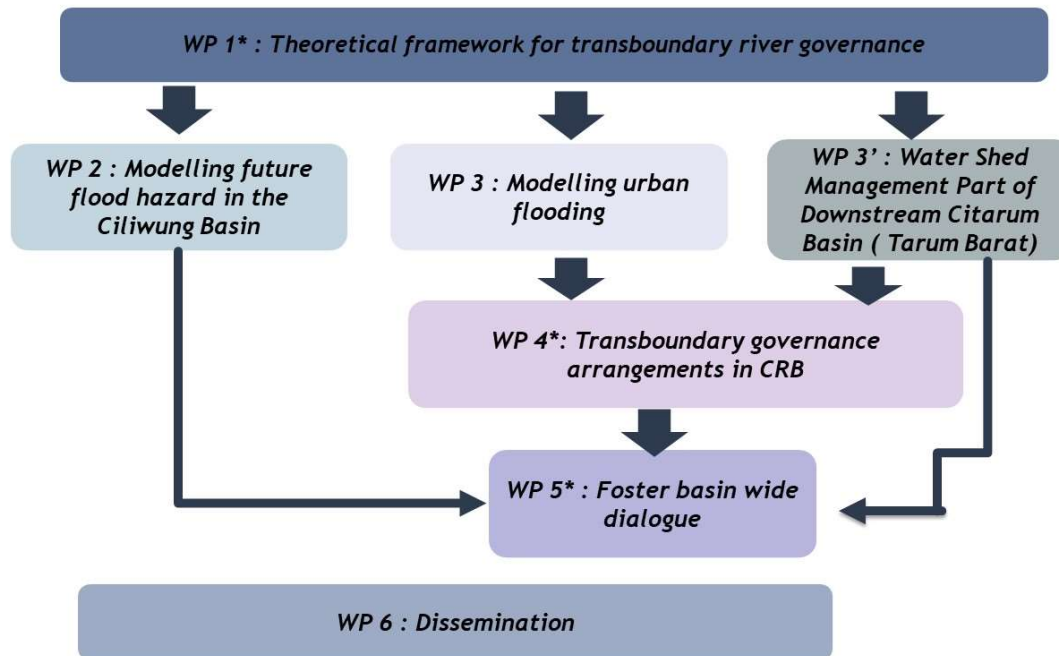 WP 1* : Theoretical framework for transboundary river governance
WP 2 : Modelling future
flood hazard in the
Ciliwung Basin
WP 3 : Modelling urban
flooding
WP 3’ : Water Shed
Management Part of
Downstream Citarum
Basin ( Tarum Barat)
WP 4*: Transboundary governance
arrangements in CRB
WP 5* : Foster basin wide
dialogue
WP 6 : Dissemination